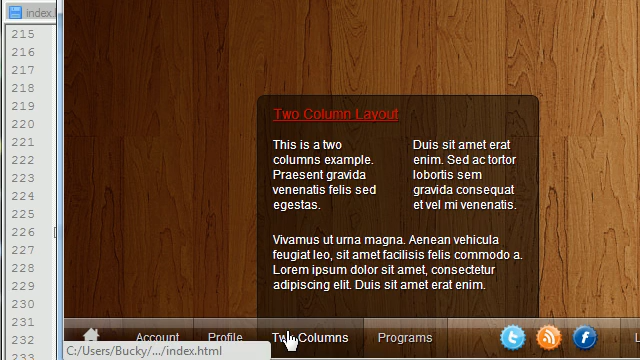 index.
215
216
217
218
219
220
221
222
223
224
225
226
227
228
229
230
231
232
233
Two Column Layout
This is a two
columns example.
Praesent gravida
venenatis felis sed
egestas.
Duis sit amet erat
enim. Sed ac tortor
lobortis sem
gravida consequat
et vel mi venenatis.
Vivamus ut urna magna. Aenean vehicula
feugiat leo, sit amet facilisis felis commodo a.
Lorem ipsum dolor sit amet, consectetur
adipiscing elit. Duis sit amet erat enim.
Account Profile Two Columns Programs
C:/Users/Bucky/.../index.html